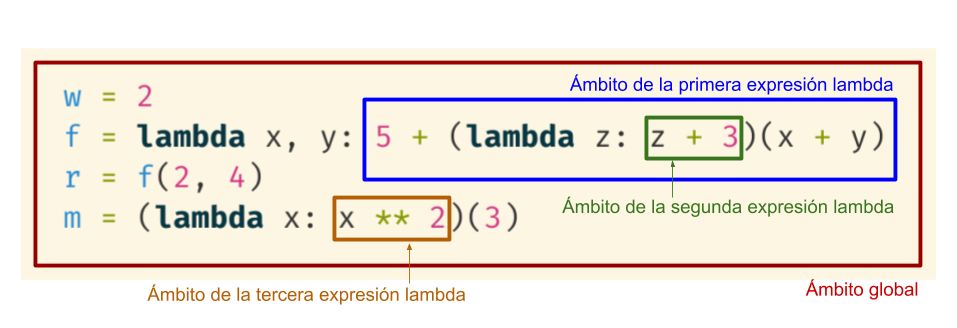 Ámbito de la primera expresión lambda
w = 2
f = lambda x, y: 5 + (lambda z: z + 3)(x + y)
r = f(2, 4)
Ámbito de la segunda expresión lambda
m = (lambda x: x ** 2)(3)
Ámbito de la tercera expresión lambda
Ámbito global